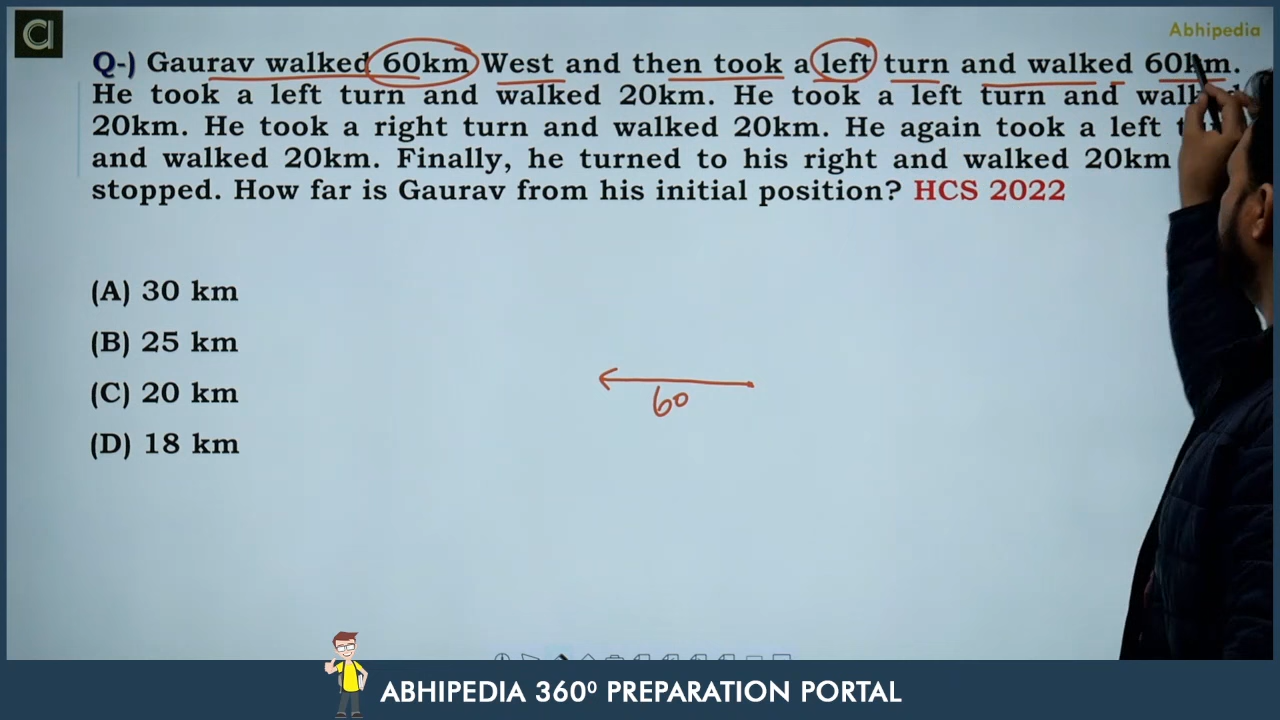 Abhipedia
Q-) Gaurav walked 60km West and then took a left turn and walked 60km.
He took a left turn and walked 20km. He took a left turn and walked
20km. He took a right turn and walked 20km. He again took a left
and walked 20km. Finally, he turned to his right and walked 20km
stopped. How far is Gaurav from his initial position? HCS 2022
(A) 30 km
(B) 25 km
(C) 20 km
(D) 18 km
60
ABHIPEDIA 360⁰ PREPARATION PORTAL